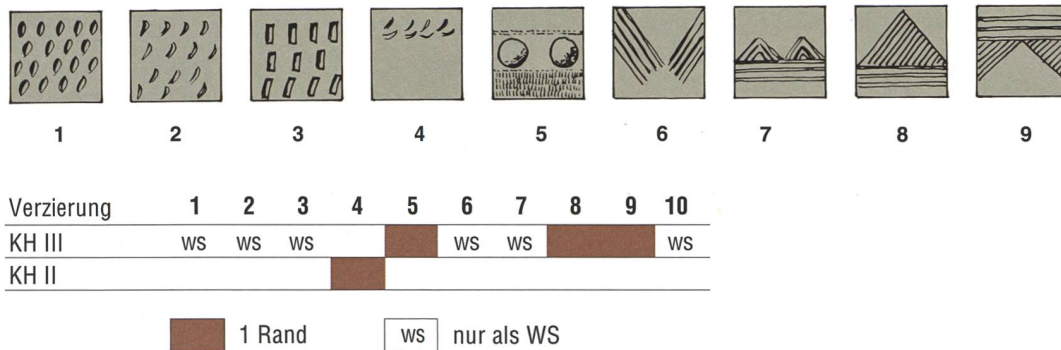 1 2 3 4 5 6 7 8 9
Verzierung 1 2 3 4 5 6 7 8 9 10
KH III WS WS WS WS WS WS
KH II
1 Rand WS nur als WS